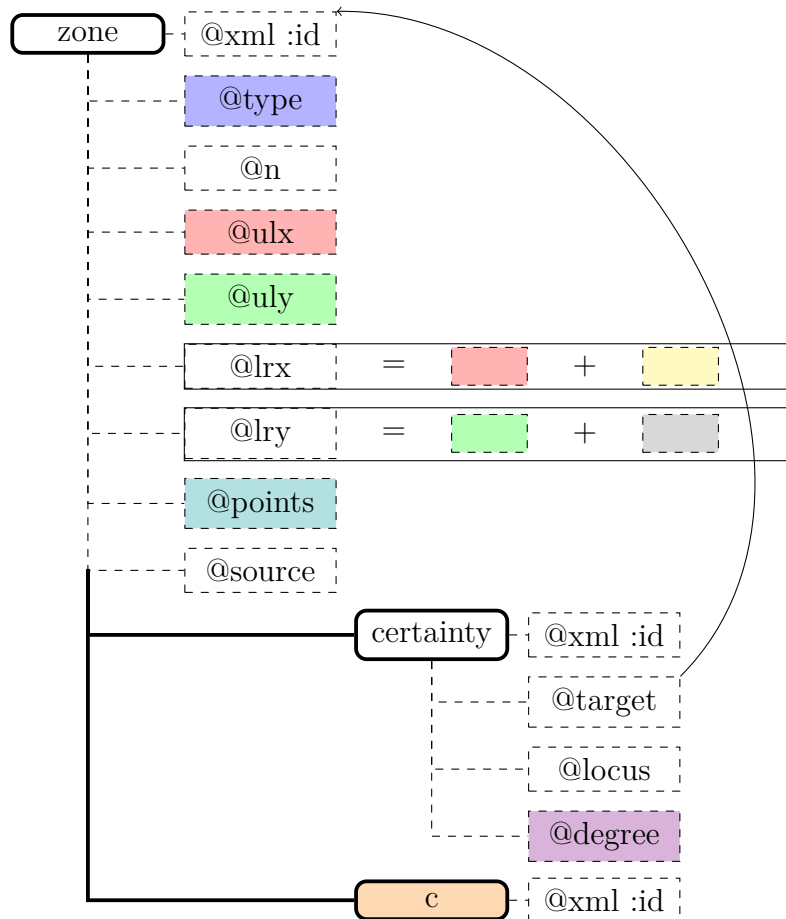 zone @xml :id
@type
@n
@ulx
@uly
@lrx = +
@lry = +
@points
@source
certainty @xml :id
@target
@locus
@degree
c @xml :id